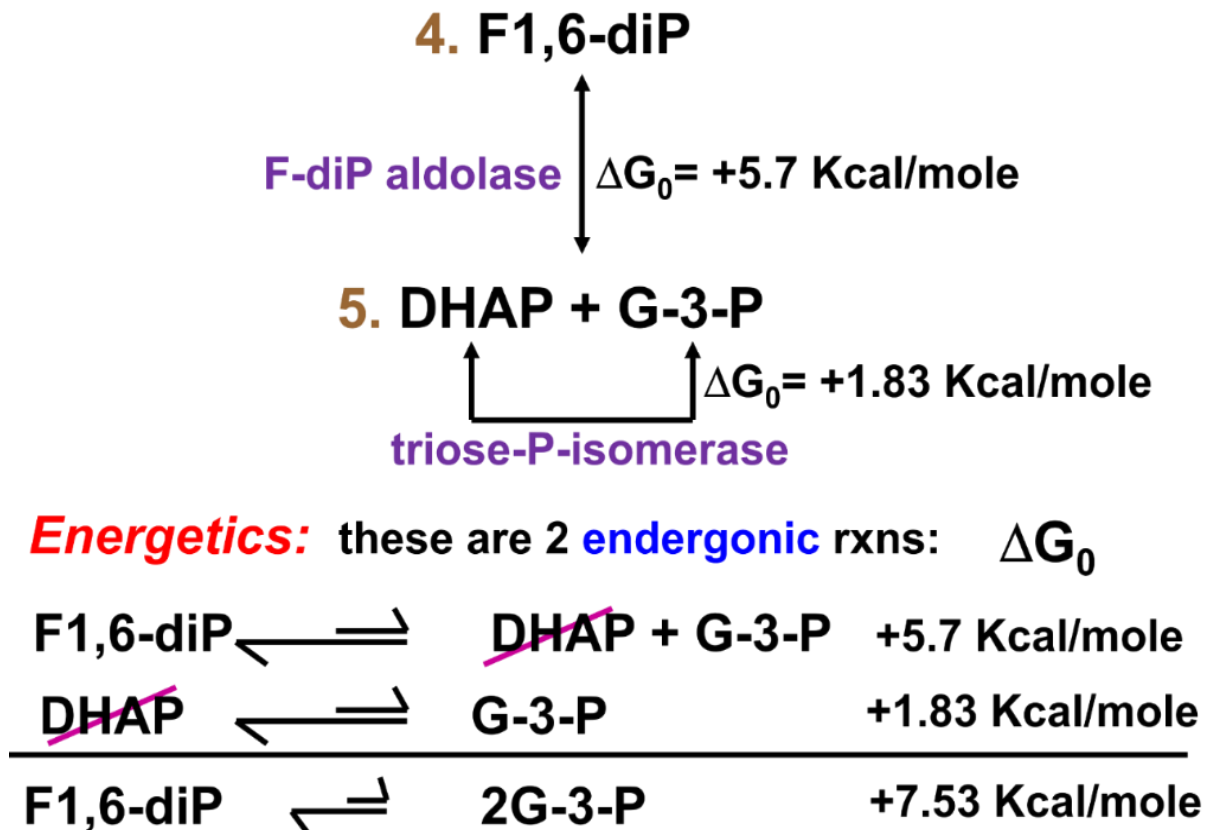 4. F1,6-diP
F-diP aldolase ΔG₀= +5.7 Kcal/mole
5. DHAP + G-3-P
ΔG₀= +1.83 Kcal/mole
triose-P-isomerase
Energetics: these are 2 endergonic rxns: ΔG₀
F1,6-diP DHAP + G-3-P +5.7 Kcal/mole
DHAP G-3-P +1.83 Kcal/mole
F1,6-diP 2G-3-P +7.53 Kcal/mole